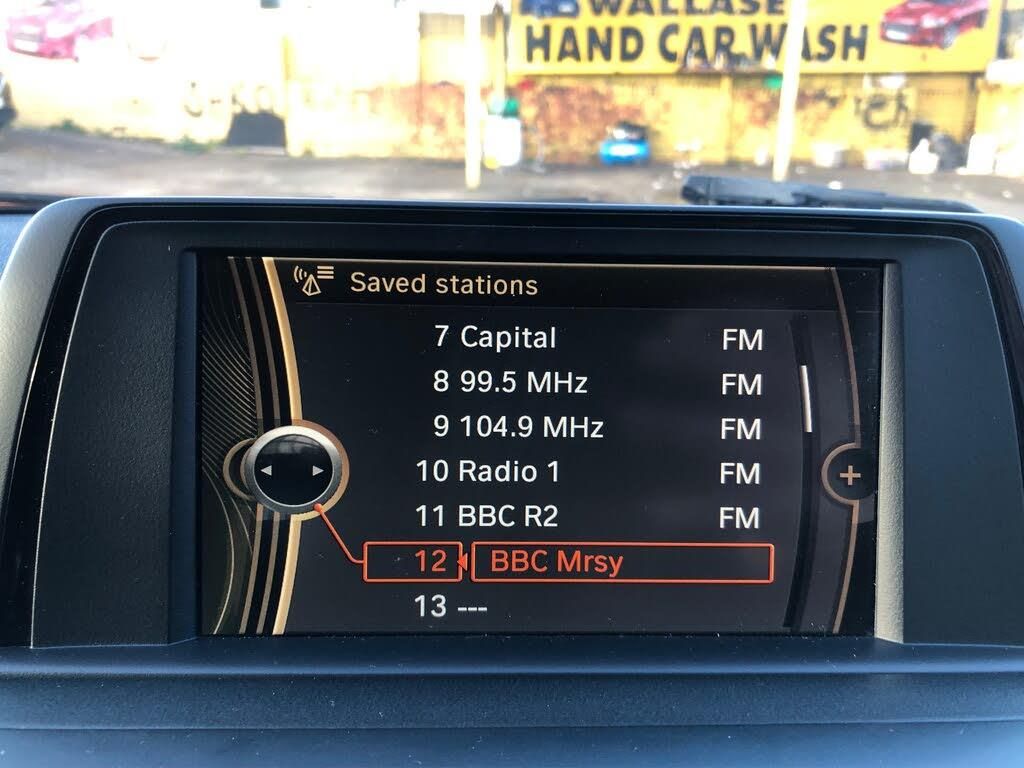 WALLASE
HAND CAR WASH
Saved stations
7 Capital FM
8 99.5 MHz FM
9 104.9 MHz FM
10 Radio 1 FM
11 BBC R2 FM
12 BBC Mrsy
13 ---